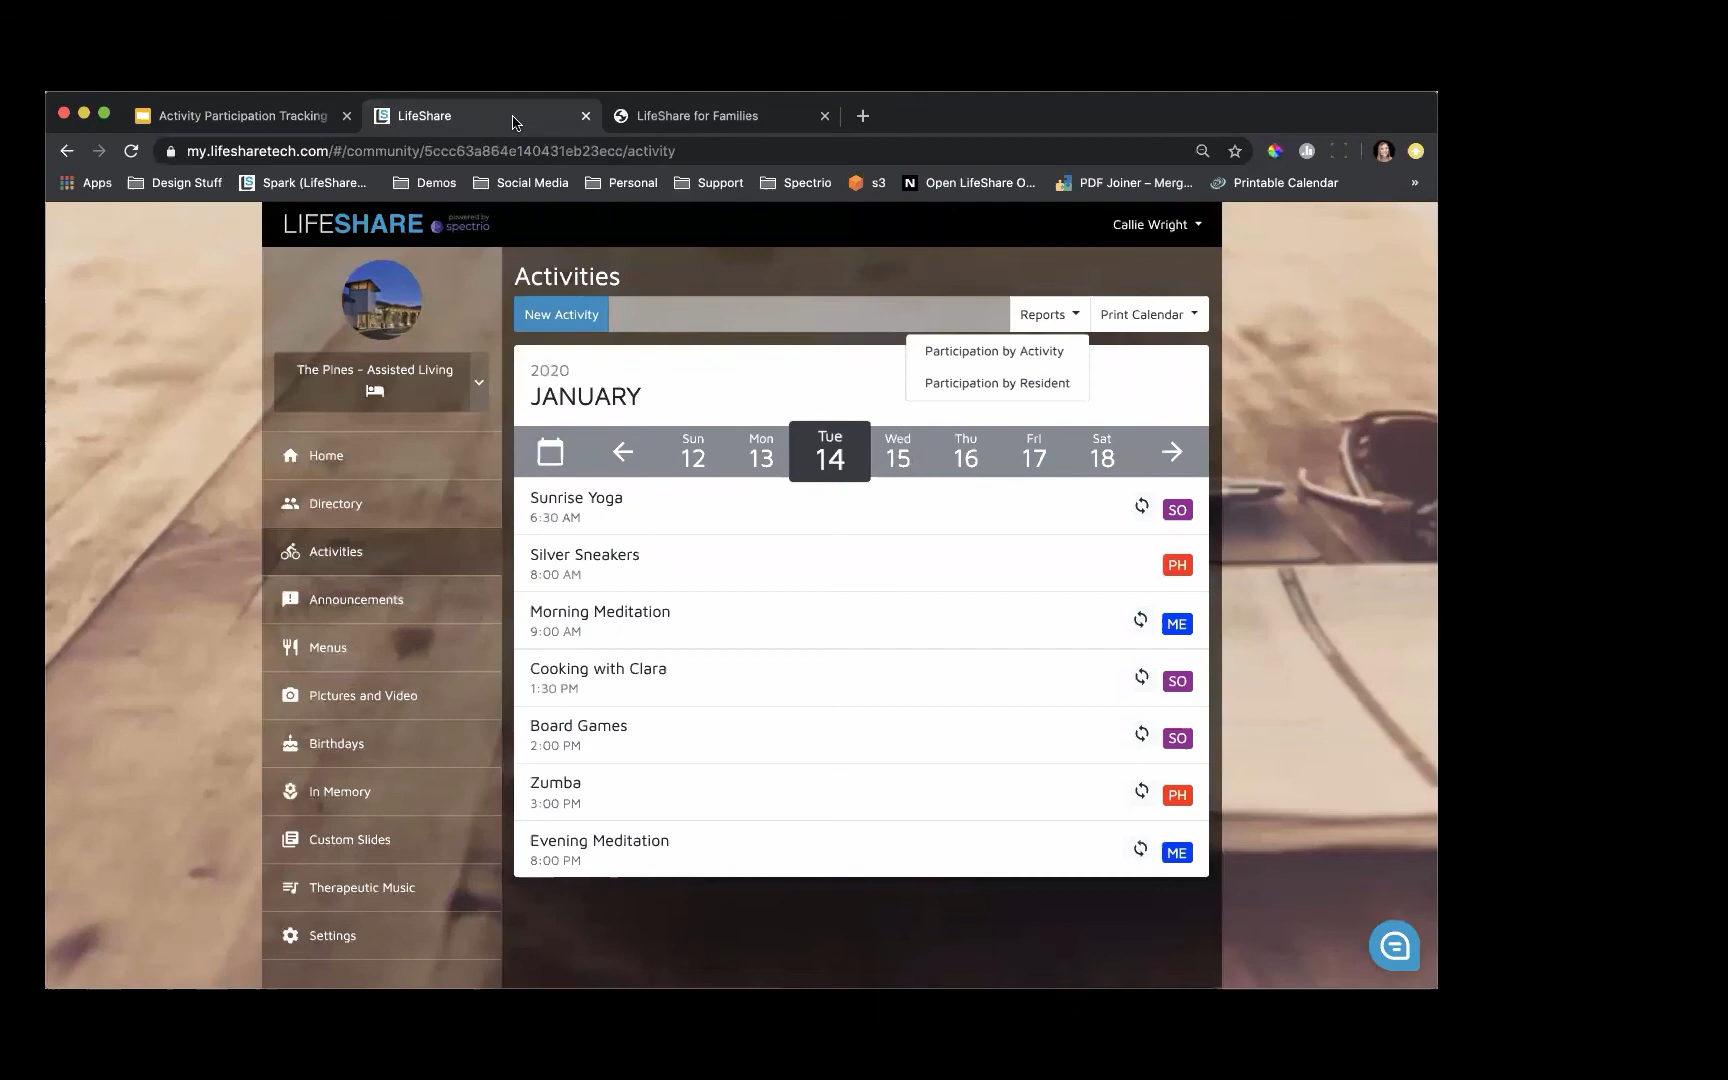 Activity Participation Tracking
LifeShare
LifeShare for Families
my.lifesharetech.com/#/community/5ccc63a864e140431eb23ecc/activity
Apps
Design Stuff
Spark (LifeShare...
Demos
Social Media
Personal
Support
Spectrio
s3
N
Open LifeShare O...
PDF Joiner – Merg...
Printable Calendar
»
LIFESHARE
powered by
spectrio
Callie Wright
The Pines - Assisted Living
Home
Directory
Activities
Announcements
Menus
Pictures and Video
Birthdays
In Memory
Custom Slides
Therapeutic Music
Settings
Activities
New Activity
Reports
Print Calendar
Participation by Activity
Participation by Resident
2020
JANUARY
Sun
12
Mon
13
Tue
14
Wed
15
Thu
16
Fri
17
Sat
18
Sunrise Yoga
6:30 AM
SO
Silver Sneakers
8:00 AM
PH
Morning Meditation
9:00 AM
ME
Cooking with Clara
1:30 PM
SO
Board Games
2:00 PM
SO
Zumba
3:00 PM
PH
Evening Meditation
8:00 PM
ME